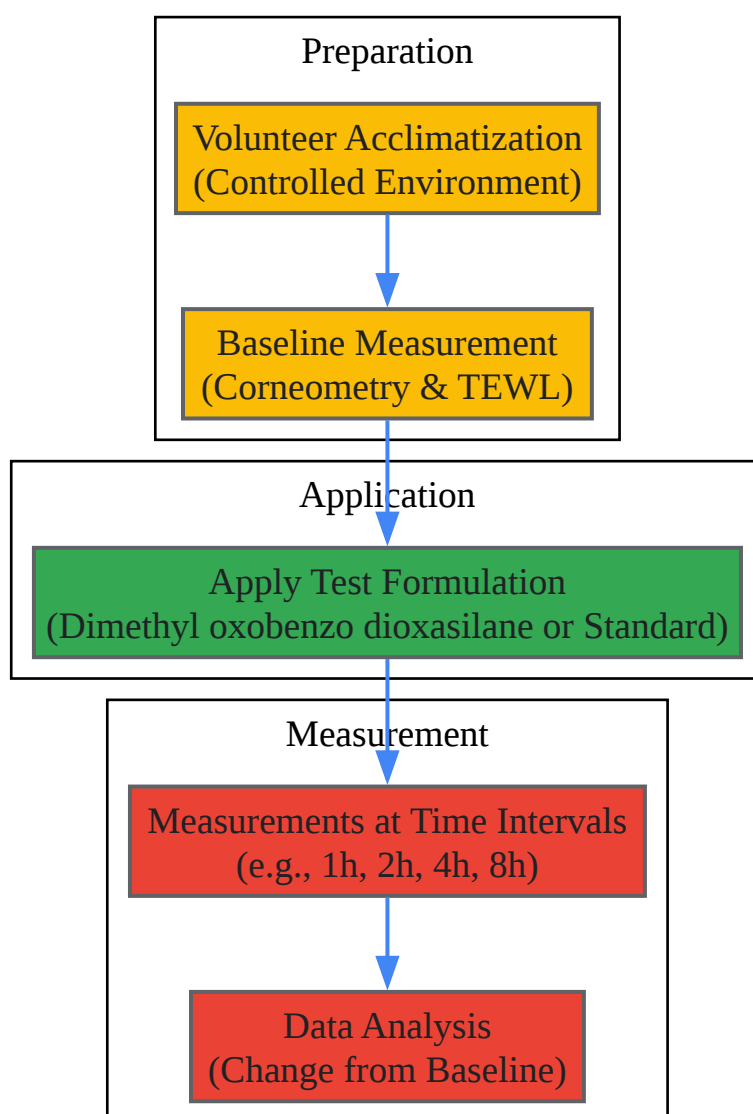 Preparation
Volunteer Acclimatization
(Controlled Environment)
Baseline Measurement
(Corneometry & TEWL)
Application
Apply Test Formulation
(Dimethyl oxobenzo dioxasilane or Standard)
Measurement
Measurements at Time Intervals
(e.g., 1h, 2h, 4h, 8h)
Data Analysis
(Change from Baseline)